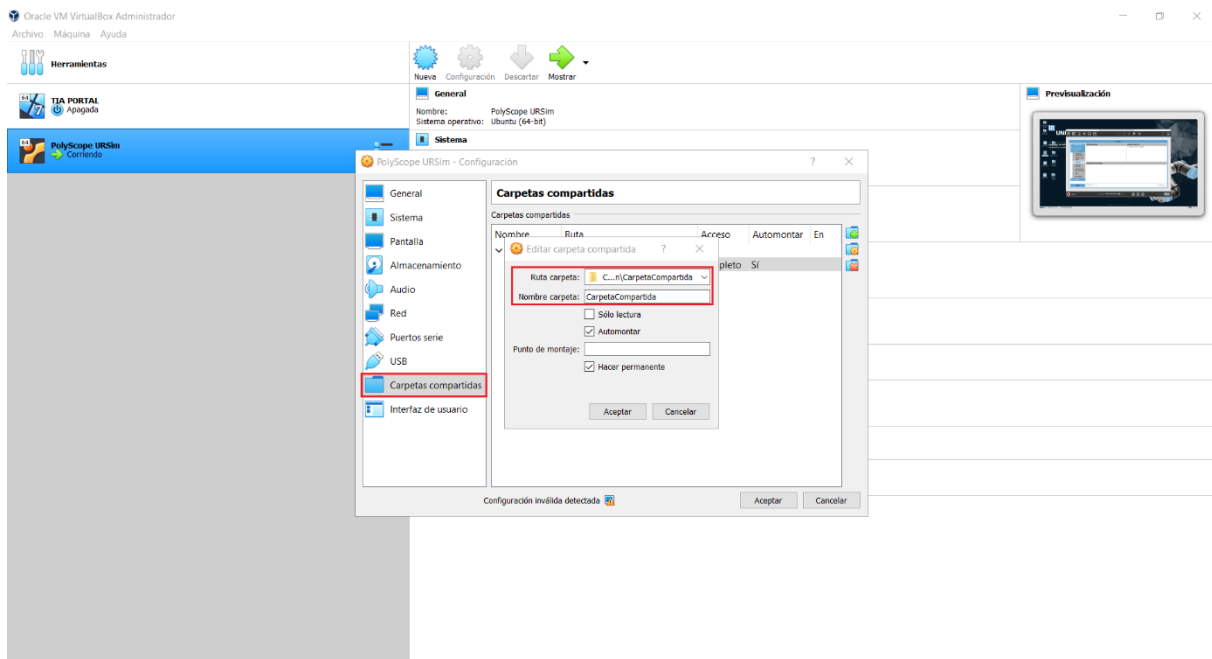 Oracle VM VirtualBox Administrador
Archivo Máquina Ayuda
Herramientas
TIA PORTAL
Apagada
PolyScope URSim
Corriendo
Nueva Configuración Descartar Mostrar
General
Nombre: PolyScope URSim
Sistema operativo: Ubuntu (64-bit)
Sistema
Previsualización
PolyScope URSim - Configuración
General
Sistema
Pantalla
Almacenamiento
Audio
Red
Puertos serie
USB
Carpetas compartidas
Interfaz de usuario
Carpetas compartidas
Carpetas compartidas
Nombre Ruta Acceso Automontar En
pleto Sí
Editar carpeta compartida
Ruta carpeta: C...n\CarpetaCompartida
Nombre carpeta: CarpetaCompartida
Sólo lectura
Automontar
Punto de montaje:
Hacer permanente
Aceptar Cancelar
Configuración inválida detectada
Aceptar Cancelar